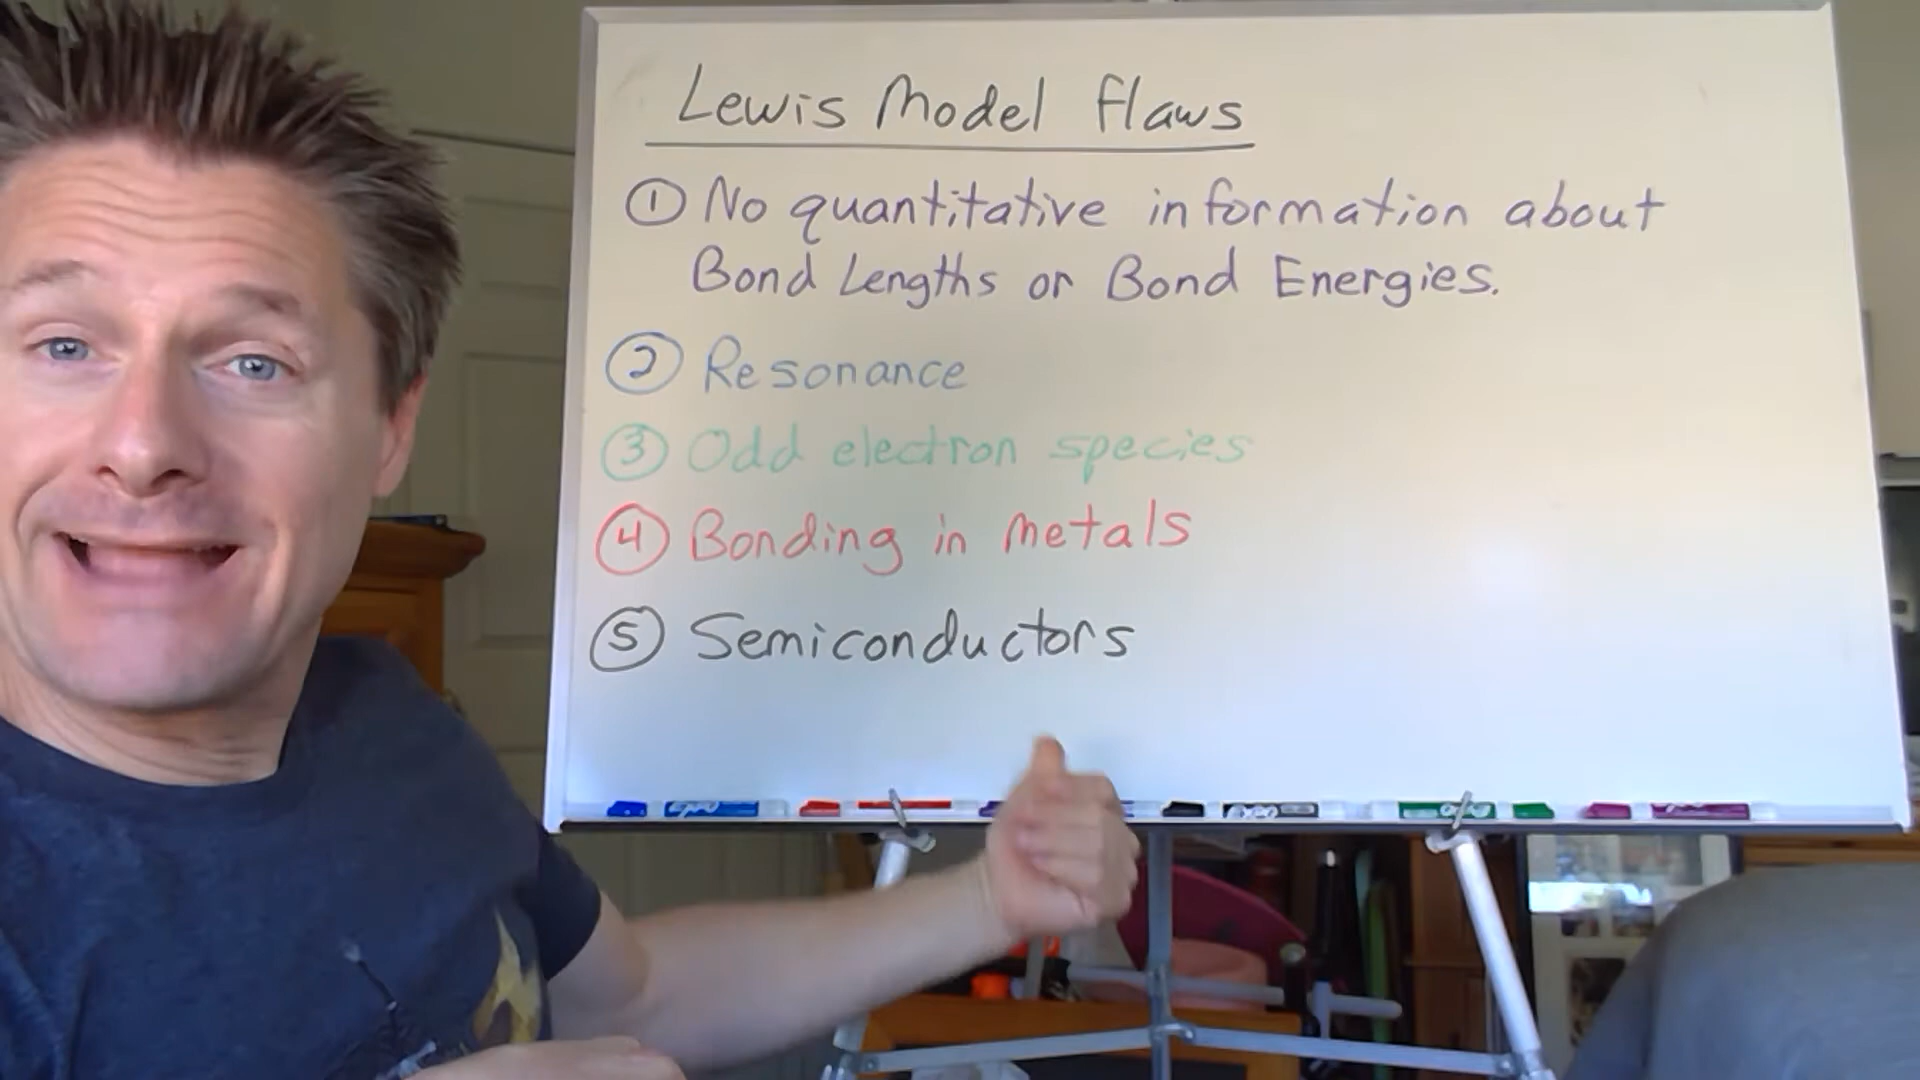 Lewis Model Flaws
① No quantitative information about
Bond Lengths or Bond Energies.
② Resonance
③ Odd electron species
④ Bonding in Metals
⑤ Semiconductors
EXPO